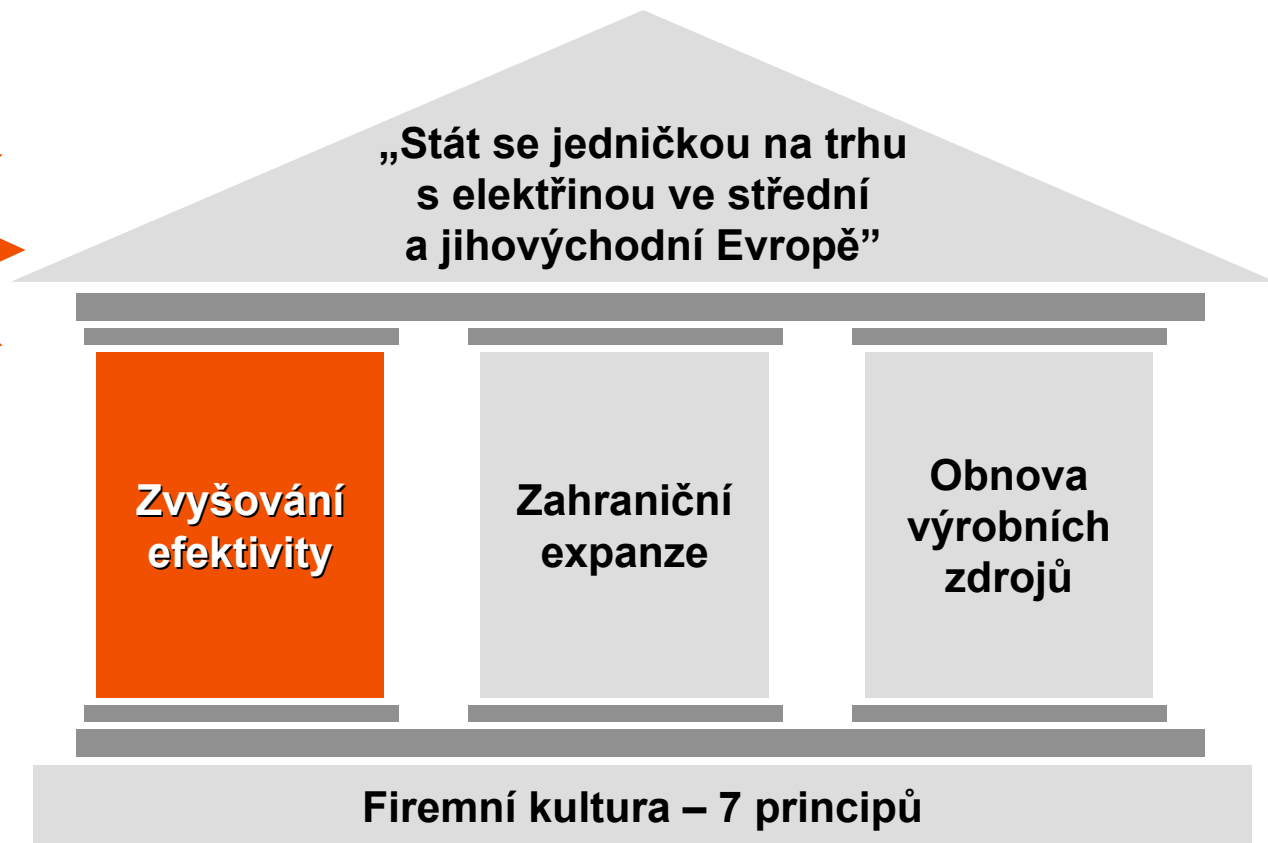 „Stát se jedničkou na trhu
s elektřinou ve střední
a jihovýchodní Evropě”
Zvyšování
efektivity
Zahraniční
expanze
Obnova
výrobních
zdrojů
Firemní kultura – 7 principů